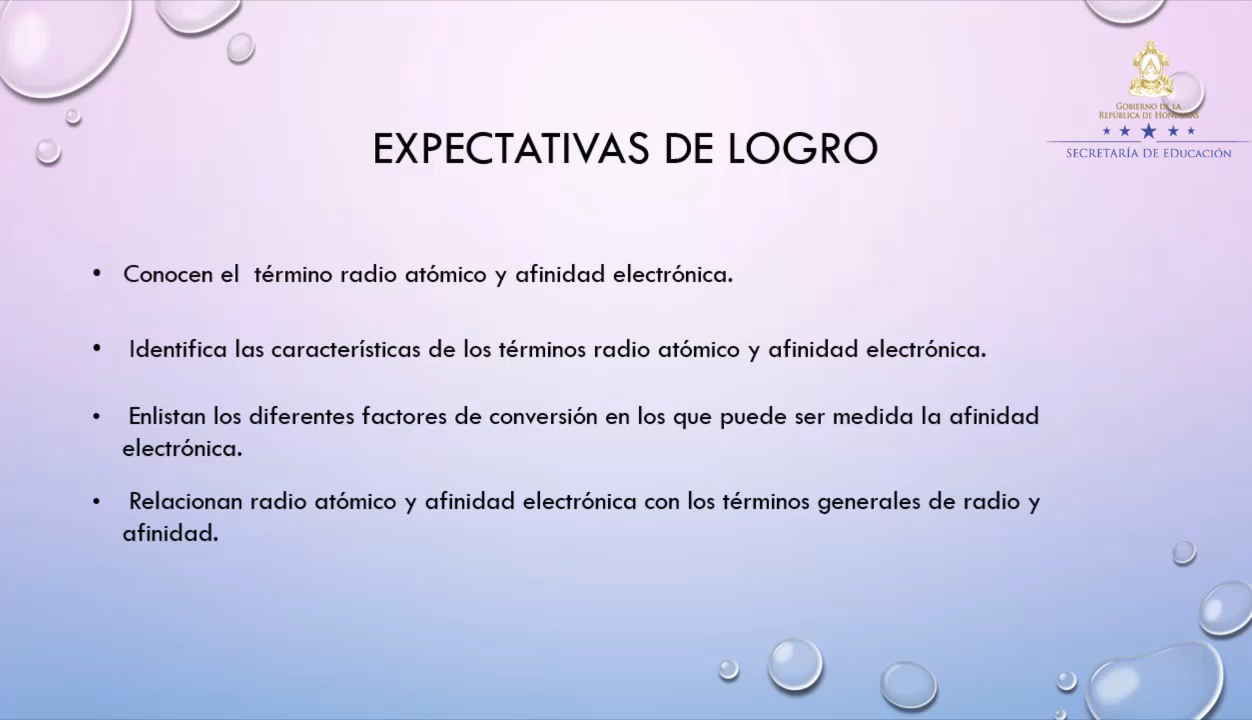 GOBIERNO DE LA
REPÚBLICA DE HONDURAS
SECRETARÍA DE EDUCACIÓN
EXPECTATIVAS DE LOGRO
• Conocen el término radio atómico y afinidad electrónica.
• Identifica las características de los términos radio atómico y afinidad electrónica.
• Enlistan los diferentes factores de conversión en los que puede ser medida la afinidad
electrónica.
• Relacionan radio atómico y afinidad electrónica con los términos generales de radio y
afinidad.